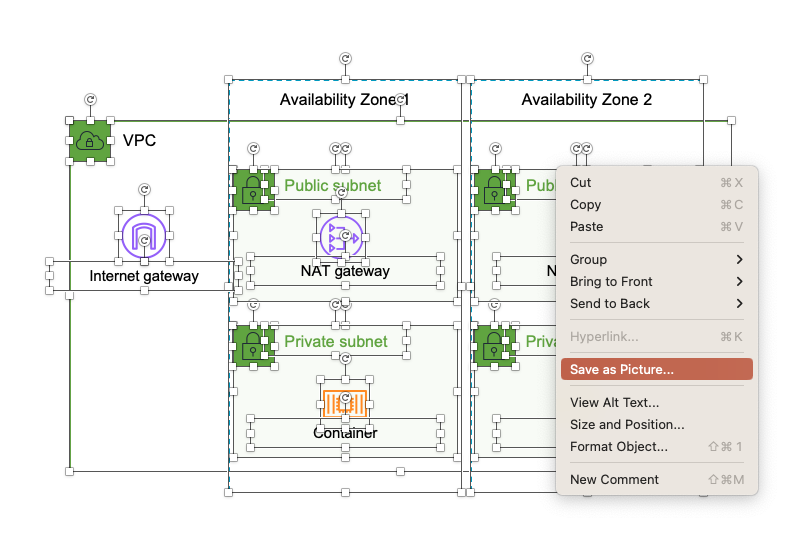 Availability Zone 1
Availability Zone 2
VPC
Public subnet
Internet gateway
NAT gateway
Private subnet
Container
Cut ⌘ X
Copy ⌘ C
Paste ⌘ V
Group
Bring to Front
Send to Back
Hyperlink... ⌘ K
Save as Picture...
View Alt Text...
Size and Position...
Format Object... ⇧ ⌘ 1
New Comment ⇧ ⌘ M